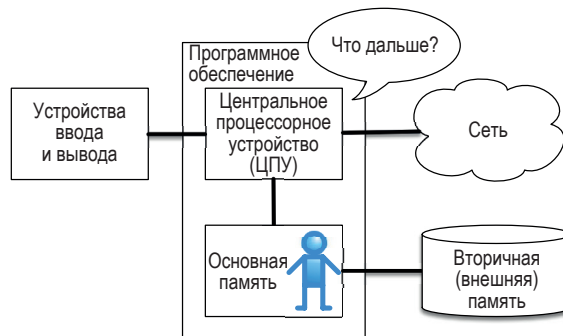 Программное
обеспечение
Что дальше?
Устройства
ввода
и вывода
Центральное
процессорное
устройство
(ЦПУ)
Сеть
Основная
память
Вторичная
(внешняя)
память